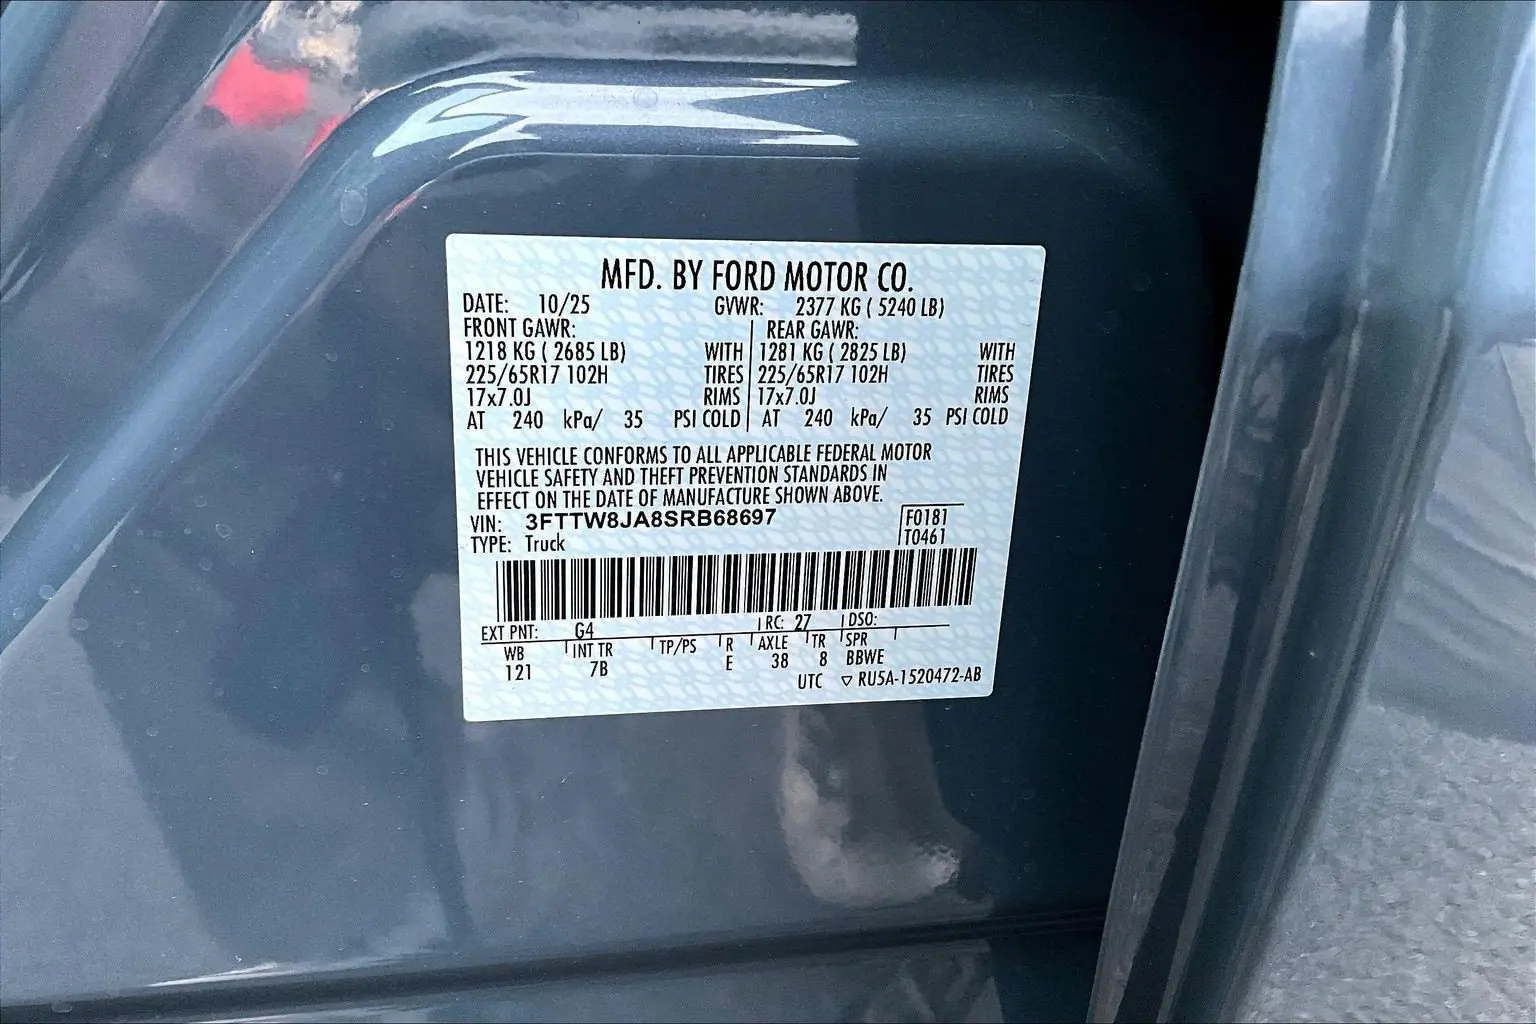 MFD. BY FORD MOTOR CO.
DATE: 10/25 GVWR: 2377 KG ( 5240 LB)
FRONT GAWR: REAR GAWR:
1218 KG ( 2685 LB) WITH 1281 KG ( 2825 LB) WITH
225/65R17 102H TIRES 225/65R17 102H TIRES
17x7.0J RIMS 17x7.0J RIMS
AT 240 kPa/ 35 PSI COLD AT 240 kPa/ 35 PSI COLD
THIS VEHICLE CONFORMS TO ALL APPLICABLE FEDERAL MOTOR
VEHICLE SAFETY AND THEFT PREVENTION STANDARDS IN
EFFECT ON THE DATE OF MANUFACTURE SHOWN ABOVE.
VIN: 3FTTW8JA8SRB68697 F0181
TYPE: Truck T0461
EXT PNT: G4 RC: 27 DSO:
WB INT TR TP/PS R AXLE TR SPR
121 7B E 38 8 BBWE
UTC ▽ RU5A-1520472-AB